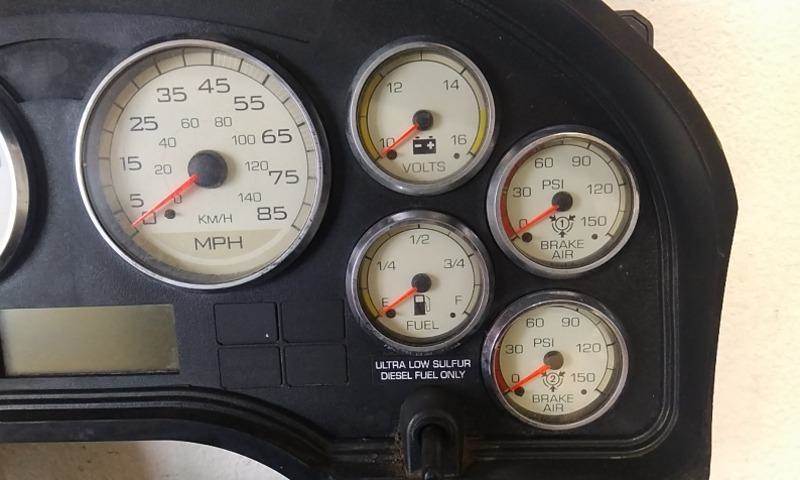 0
5
15
25
35
45
55
65
75
85
0
20
40
60
80
100
120
140
KM/H
MPH
10
12
14
16
VOLTS
E
1/4
1/2
3/4
F
FUEL
ULTRA LOW SULFUR
DIESEL FUEL ONLY
0
30
60
90
120
150
PSI
1
BRAKE
AIR
0
30
60
90
120
150
PSI
2
BRAKE
AIR